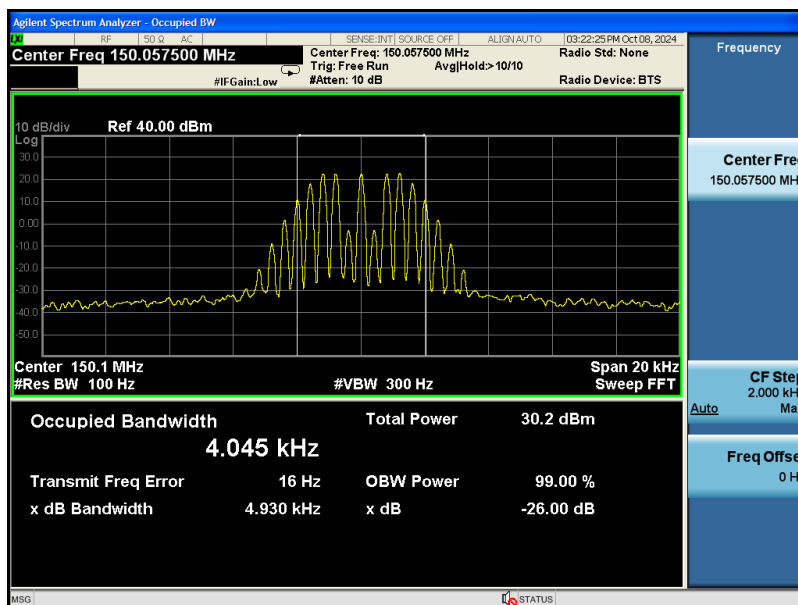 Agilent Spectrum Analyzer - Occupied BW
LXI RF 50 Ω AC SENSE:INT SOURCE OFF ALIGN AUTO 03:22:25 PM Oct 08, 2024
Center Freq 150.057500 MHz
Center Freq: 150.057500 MHz
Radio Std: None
Trig: Free Run Avg|Hold:> 10/10
#IFGain:Low
#Atten: 10 dB
Radio Device: BTS
10 dB/div Ref 40.00 dBm
Log
30.0
20.0
10.0
0.00
-10.0
-20.0
-30.0
-40.0
-50.0
Center 150.1 MHz
Span 20 kHz
#Res BW 100 Hz
#VBW 300 Hz
Sweep FFT
Occupied Bandwidth
4.045 kHz
Total Power 30.2 dBm
Transmit Freq Error 16 Hz
OBW Power 99.00 %
x dB Bandwidth 4.930 kHz
x dB -26.00 dB
MSG
STATUS
Frequency
Center Fre
150.057500 MH
CF Ste
2.000 kH
Auto Ma
Freq Offse
0 H